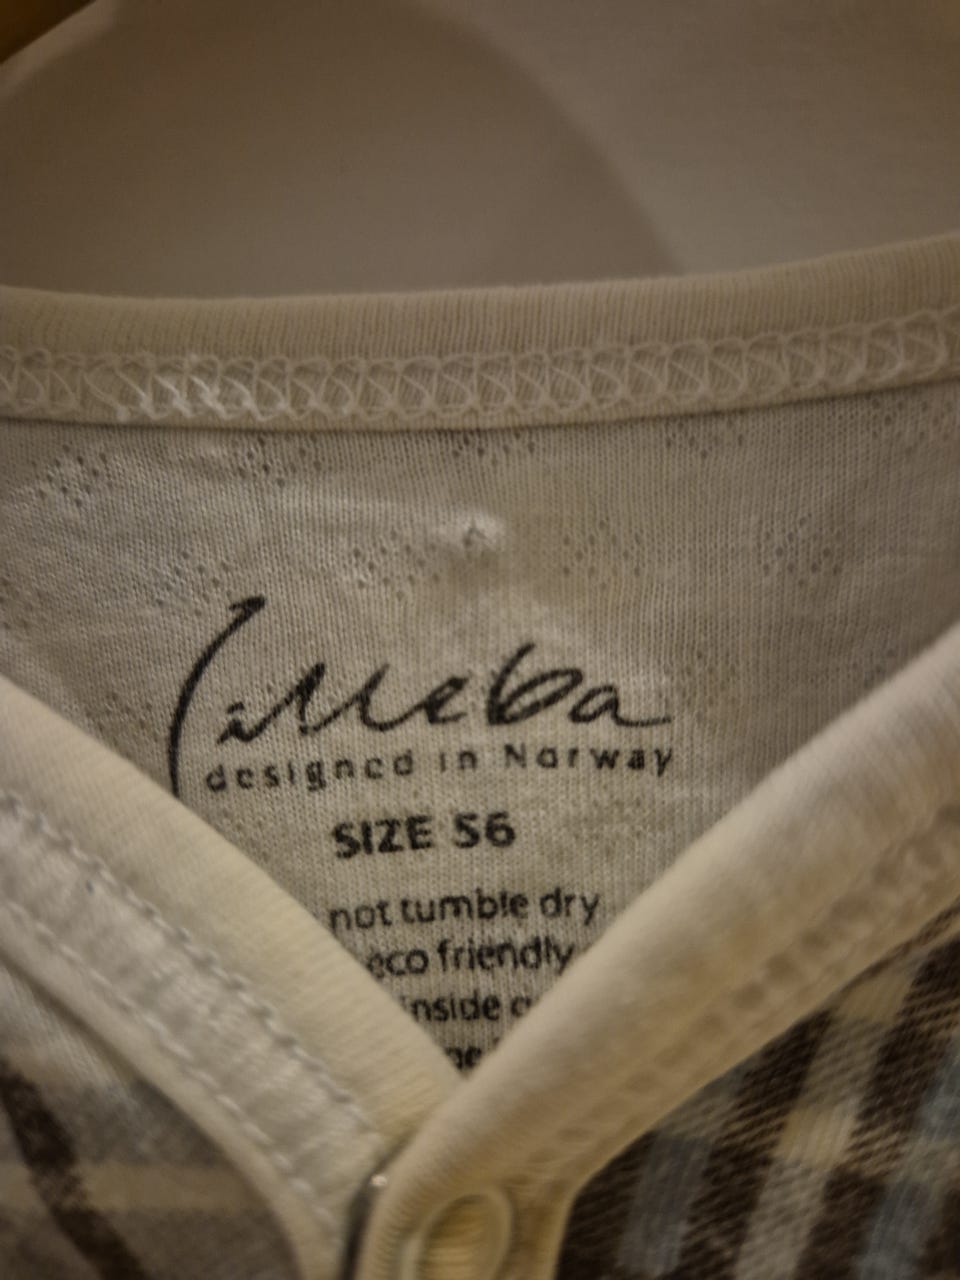 designed in Norway
SIZE 56
not tumble dry
eco friendly
inside